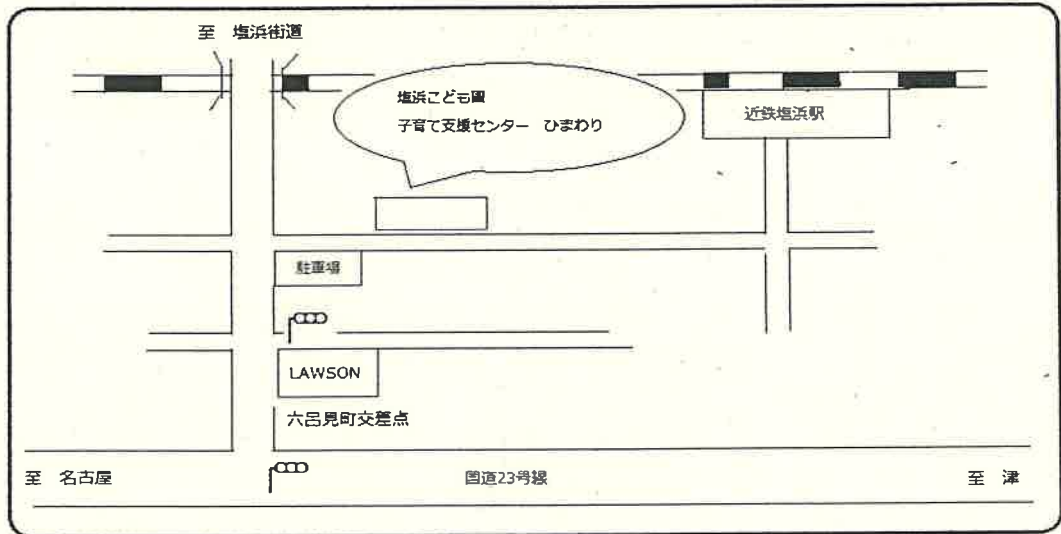 至 塩浜街道
塩浜こども園
子育て支援センター ひまわり
近鉄塩浜駅
駐車場
LAWSON
六呂見町交差点
至 名古屋
国道23号線
至 津